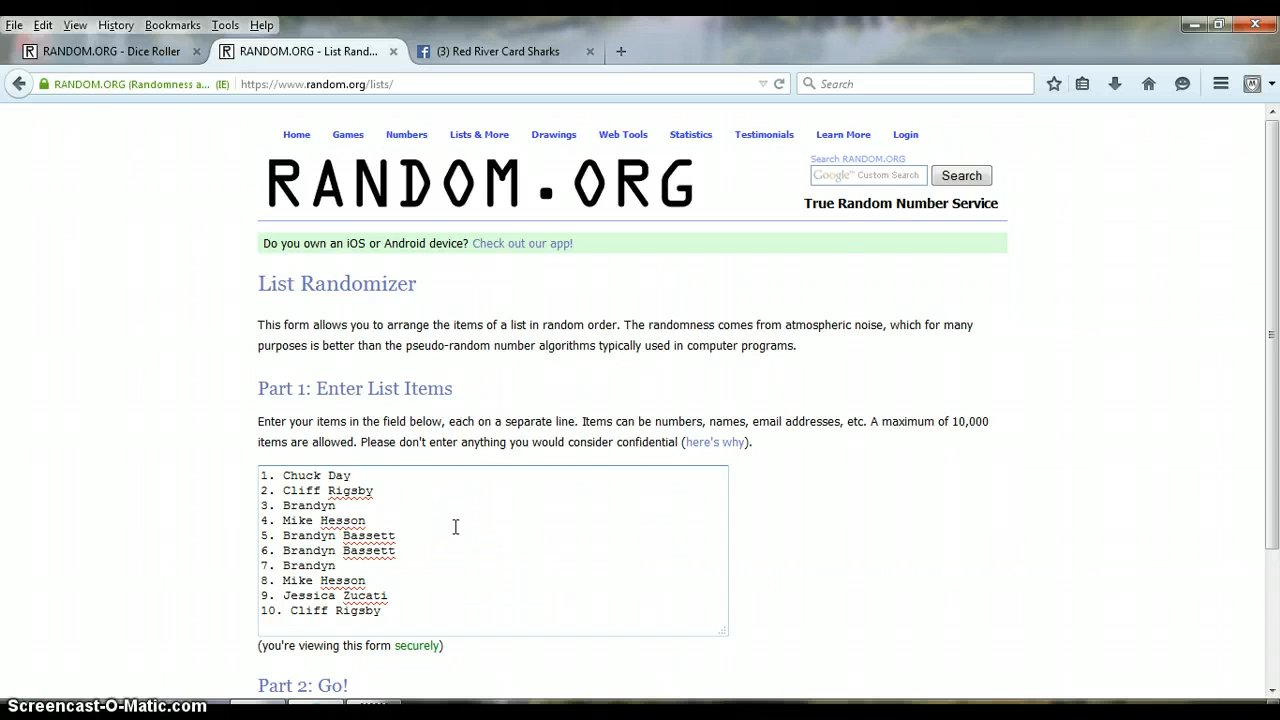 File Edit View History Bookmarks Tools Help
RANDOM.ORG - Dice Roller RANDOM.ORG - List Rand... (3) Red River Card Sharks
RANDOM.ORG (Randomness a... (IE) https://www.random.org/lists/ Search
Home Games Numbers Lists & More Drawings Web Tools Statistics Testimonials Learn More Login
RANDOM.ORG
Search RANDOM.ORG
Google™ Custom Search Search
True Random Number Service
Do you own an iOS or Android device? Check out our app!
List Randomizer
This form allows you to arrange the items of a list in random order. The randomness comes from atmospheric noise, which for many
purposes is better than the pseudo-random number algorithms typically used in computer programs.
Part 1: Enter List Items
Enter your items in the field below, each on a separate line. Items can be numbers, names, email addresses, etc. A maximum of 10,000
items are allowed. Please don't enter anything you would consider confidential (here's why).
1. Chuck Day
2. Cliff Rigsby
3. Brandyn
4. Mike Hesson
5. Brandyn Bassett
6. Brandyn Bassett
7. Brandyn
8. Mike Hesson
9. Jessica Zucati
10. Cliff Rigsby
(you're viewing this form securely)
Part 2: Go!
Screencast-O-Matic.com